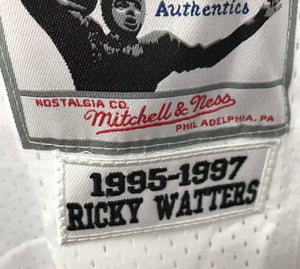 Authentics
NOSTALGIA CO.
Mitchell & Ness
PHILADELPHIA, PA
1995-1997
RICKY WATTERS